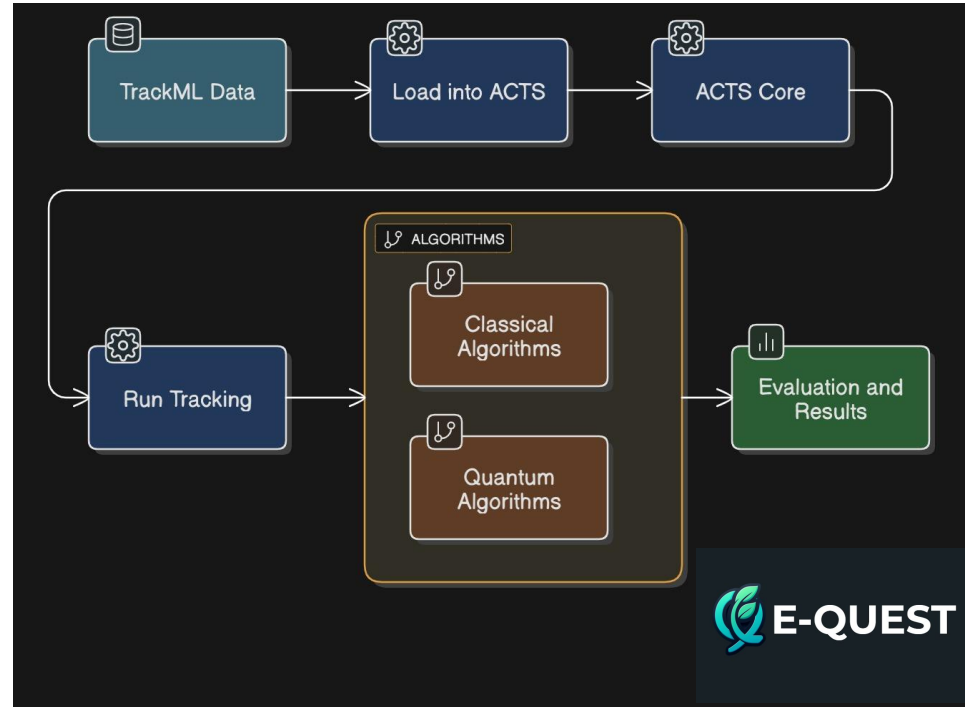 TrackML Data
Load into ACTS
ACTS Core
ALGORITHMS
Classical
Algorithms
Run Tracking
Evaluation and
Results
Quantum
Algorithms
E-QUEST